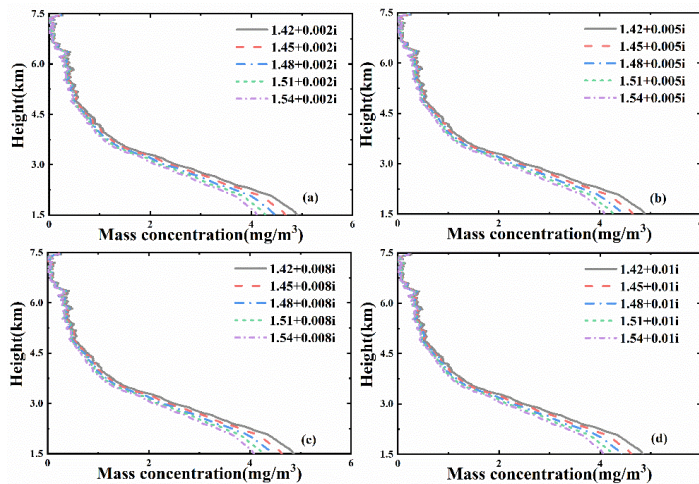 7.5
6.0
4.5
3.0
1.5
Height(km)
1.42+0.002i
1.45+0.002i
1.48+0.002i
1.51+0.002i
1.54+0.002i
(a)
0 2 4 6
Mass concentration(mg/m³)
7.5
6.0
4.5
3.0
1.5
Height(km)
1.42+0.005i
1.45+0.005i
1.48+0.005i
1.51+0.005i
1.54+0.005i
(b)
0 1 2 3 4 5 6
Mass concentration(mg/m³)
7.5
6.0
4.5
3.0
1.5
Height(km)
1.42+0.008i
1.45+0.008i
1.48+0.008i
1.51+0.008i
1.54+0.008i
(c)
0 2 4 6
Mass concentration(mg/m³)
7.5
6.0
4.5
3.0
1.5
Height(km)
1.42+0.01i
1.45+0.01i
1.48+0.01i
1.51+0.01i
1.54+0.01i
(d)
0 1 2 3 4 5 6
Mass concentration(mg/m³)